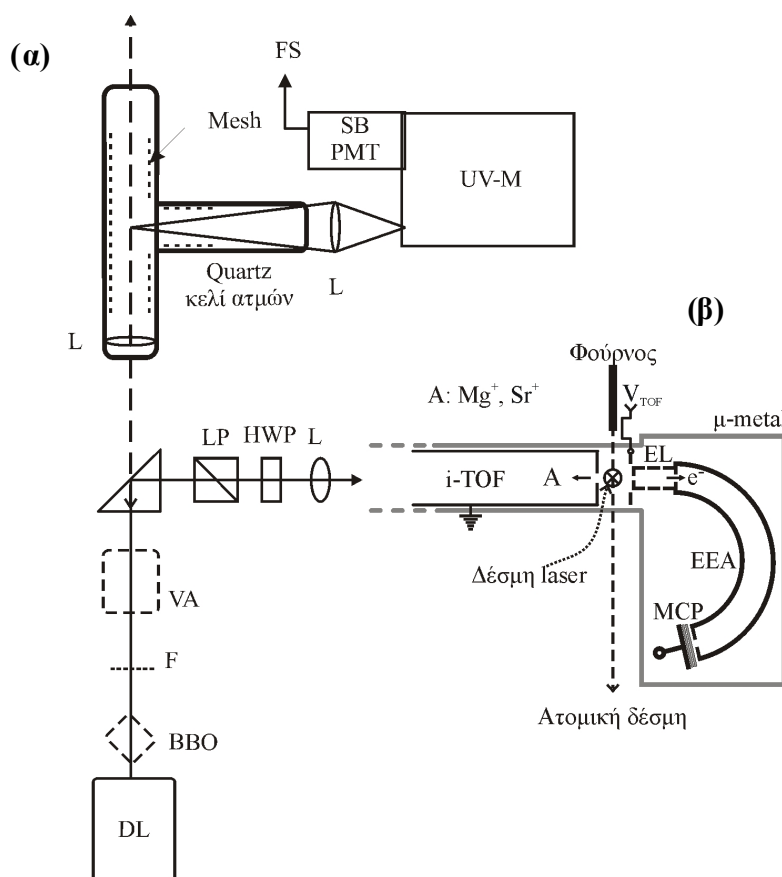 (α)
FS
Mesh
SB
PMT
UV-M
Quartz
κελί ατμών
L
L
(β)
Φούρνος
A: Mg⁺, Sr⁺
V_TOF
μ-metal
LP
HWP
L
i-TOF
A
EL
e⁻
Δέσμη laser
EEA
MCP
VA
F
Ατομική δέσμη
BBO
DL